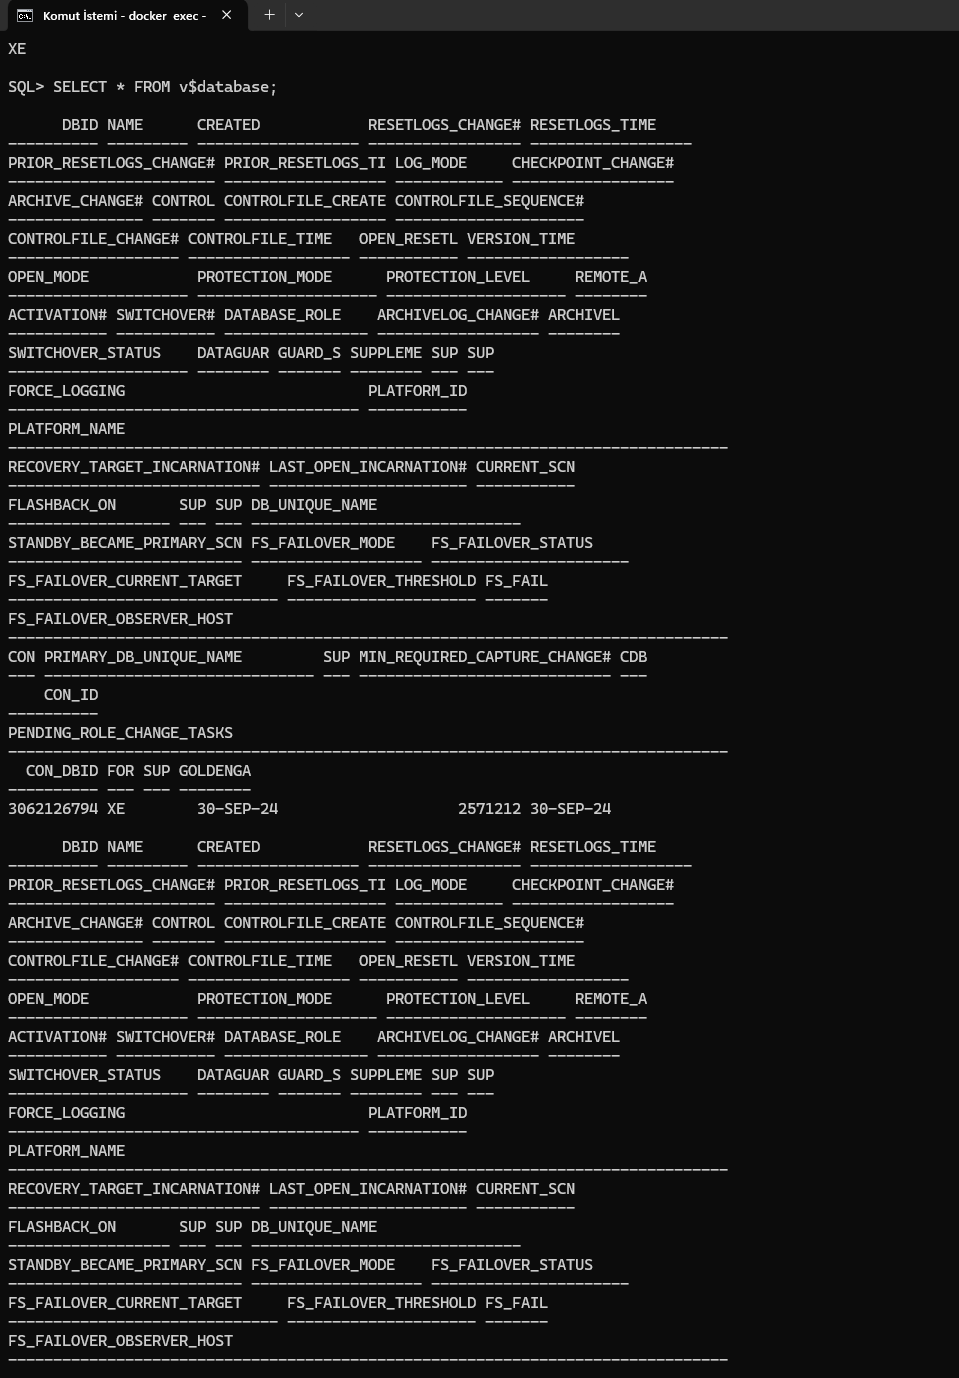 Komut İstemi - docker  exec -
XE
SQL> SELECT * FROM v$database;
      DBID NAME      CREATED            RESETLOGS_CHANGE# RESETLOGS_TIME
---------- --------- ------------------ ----------------- ------------------
PRIOR_RESETLOGS_CHANGE# PRIOR_RESETLOGS_TI LOG_MODE     CHECKPOINT_CHANGE#
----------------------- ------------------ ------------ ------------------
ARCHIVE_CHANGE# CONTROL CONTROLFILE_CREATE CONTROLFILE_SEQUENCE#
--------------- ------- ------------------ ---------------------
CONTROLFILE_CHANGE# CONTROLFILE_TIME   OPEN_RESETL VERSION_TIME
------------------- ------------------ ----------- ------------------
OPEN_MODE            PROTECTION_MODE      PROTECTION_LEVEL     REMOTE_A
-------------------- -------------------- -------------------- --------
ACTIVATION# SWITCHOVER# DATABASE_ROLE    ARCHIVELOG_CHANGE# ARCHIVEL
----------- ----------- ---------------- ------------------ --------
SWITCHOVER_STATUS    DATAGUAR GUARD_S SUPPLEME SUP SUP
-------------------- -------- ------- -------- --- ---
FORCE_LOGGING                           PLATFORM_ID
--------------------------------------- -----------
PLATFORM_NAME
--------------------------------------------------------------------------------
RECOVERY_TARGET_INCARNATION# LAST_OPEN_INCARNATION# CURRENT_SCN
---------------------------- ---------------------- -----------
FLASHBACK_ON       SUP SUP DB_UNIQUE_NAME
------------------ --- --- ------------------------------
STANDBY_BECAME_PRIMARY_SCN FS_FAILOVER_MODE    FS_FAILOVER_STATUS
-------------------------- ------------------- ----------------------
FS_FAILOVER_CURRENT_TARGET     FS_FAILOVER_THRESHOLD FS_FAIL
------------------------------ --------------------- -------
FS_FAILOVER_OBSERVER_HOST
--------------------------------------------------------------------------------
CON PRIMARY_DB_UNIQUE_NAME         SUP MIN_REQUIRED_CAPTURE_CHANGE# CDB
--- ------------------------------ --- ---------------------------- ---
    CON_ID
----------
PENDING_ROLE_CHANGE_TASKS
--------------------------------------------------------------------------------
  CON_DBID FOR SUP GOLDENGA
---------- --- --- --------
3062126794 XE        30-SEP-24                    2571212 30-SEP-24
      DBID NAME      CREATED            RESETLOGS_CHANGE# RESETLOGS_TIME
---------- --------- ------------------ ----------------- ------------------
PRIOR_RESETLOGS_CHANGE# PRIOR_RESETLOGS_TI LOG_MODE     CHECKPOINT_CHANGE#
----------------------- ------------------ ------------ ------------------
ARCHIVE_CHANGE# CONTROL CONTROLFILE_CREATE CONTROLFILE_SEQUENCE#
--------------- ------- ------------------ ---------------------
CONTROLFILE_CHANGE# CONTROLFILE_TIME   OPEN_RESETL VERSION_TIME
------------------- ------------------ ----------- ------------------
OPEN_MODE            PROTECTION_MODE      PROTECTION_LEVEL     REMOTE_A
-------------------- -------------------- -------------------- --------
ACTIVATION# SWITCHOVER# DATABASE_ROLE    ARCHIVELOG_CHANGE# ARCHIVEL
----------- ----------- ---------------- ------------------ --------
SWITCHOVER_STATUS    DATAGUAR GUARD_S SUPPLEME SUP SUP
-------------------- -------- ------- -------- --- ---
FORCE_LOGGING                           PLATFORM_ID
--------------------------------------- -----------
PLATFORM_NAME
--------------------------------------------------------------------------------
RECOVERY_TARGET_INCARNATION# LAST_OPEN_INCARNATION# CURRENT_SCN
---------------------------- ---------------------- -----------
FLASHBACK_ON       SUP SUP DB_UNIQUE_NAME
------------------ --- --- ------------------------------
STANDBY_BECAME_PRIMARY_SCN FS_FAILOVER_MODE    FS_FAILOVER_STATUS
-------------------------- ------------------- ----------------------
FS_FAILOVER_CURRENT_TARGET     FS_FAILOVER_THRESHOLD FS_FAIL
------------------------------ --------------------- -------
FS_FAILOVER_OBSERVER_HOST
--------------------------------------------------------------------------------